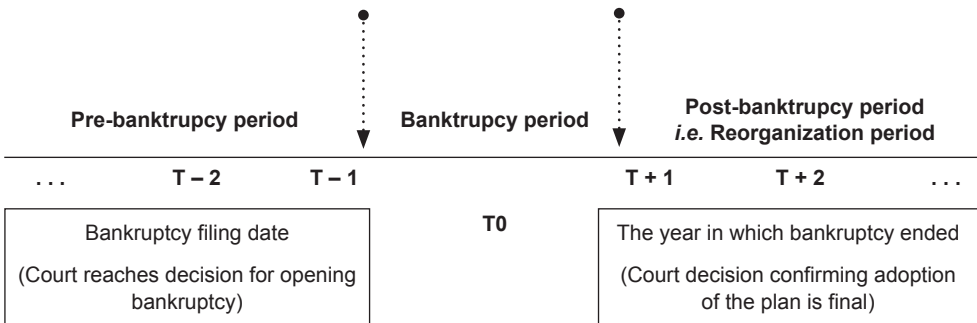 Pre-banktrupcy period
Banktrupcy period
Post-banktrupcy period
i.e. Reorganization period
. . .
T – 2
T – 1
T0
T + 1
T + 2
. . .
Bankruptcy filing date
(Court reaches decision for opening
bankruptcy)
The year in which bankruptcy ended
(Court decision confirming adoption
of the plan is final)